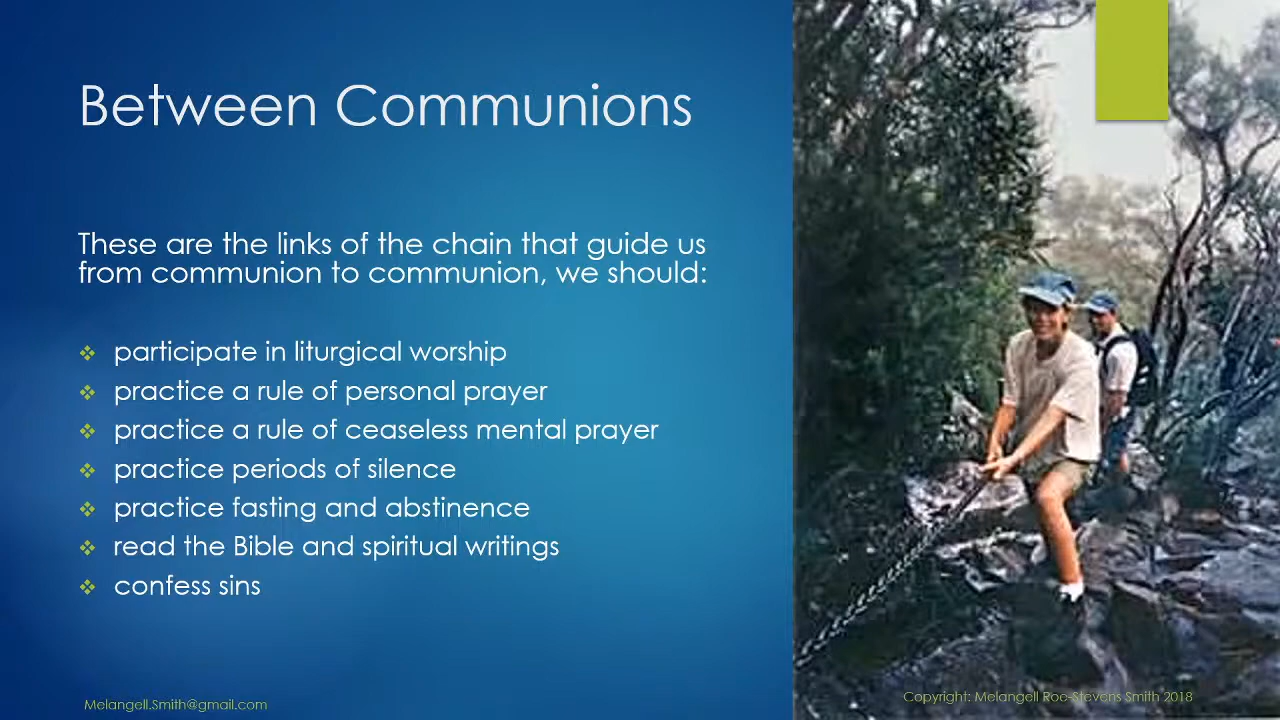 Between Communions
These are the links of the chain that guide us
from communion to communion, we should:
participate in liturgical worship
practice a rule of personal prayer
practice a rule of ceaseless mental prayer
practice periods of silence
practice fasting and abstinence
read the Bible and spiritual writings
confess sins
Melangell.Smith@gmail.com
Copyright: Melangell Roe-Stevens Smith 2018